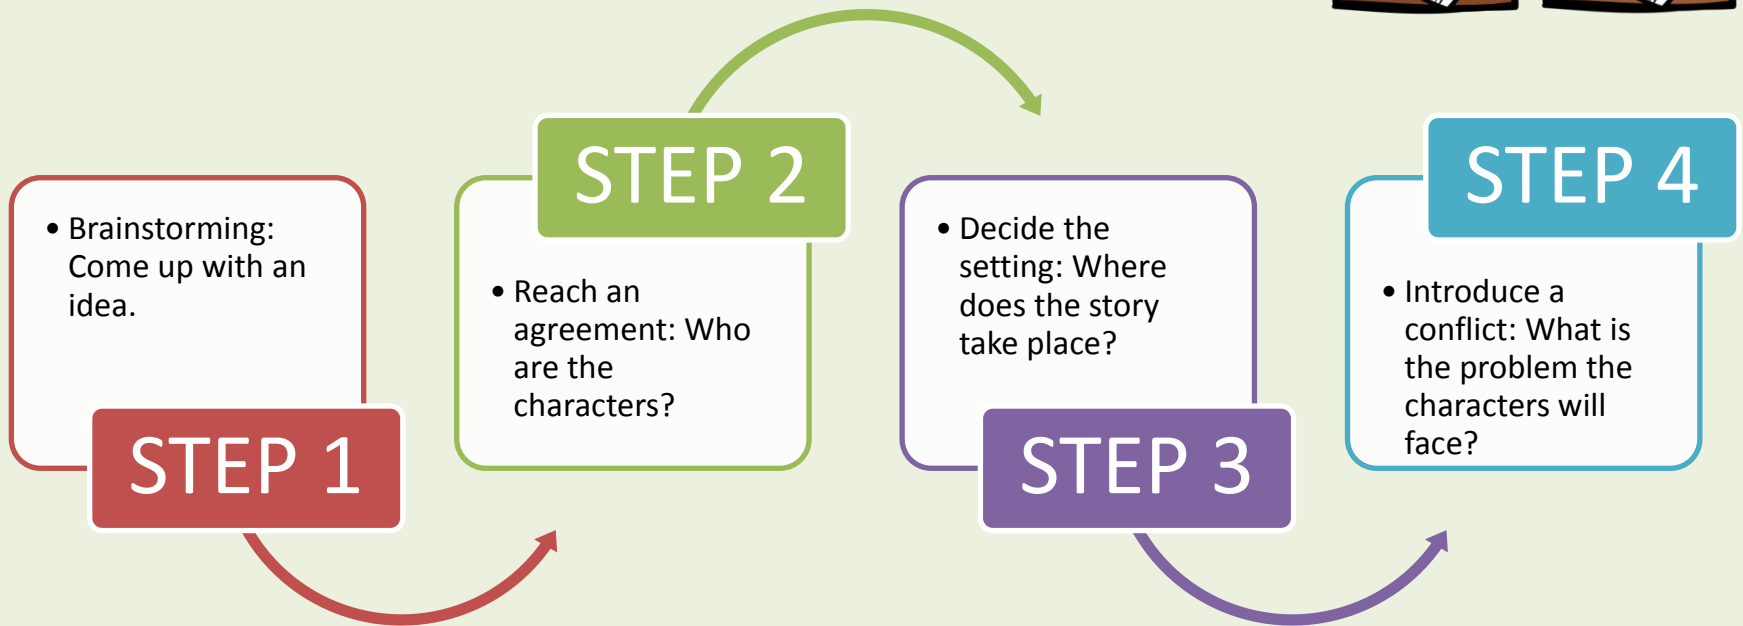 • Brainstorming:
Come up with an
idea.
STEP 1
STEP 2
• Reach an
agreement: Who
are the
characters?
• Decide the
setting: Where
does the story
take place?
STEP 3
STEP 4
• Introduce a
conflict: What is
the problem the
characters will
face?